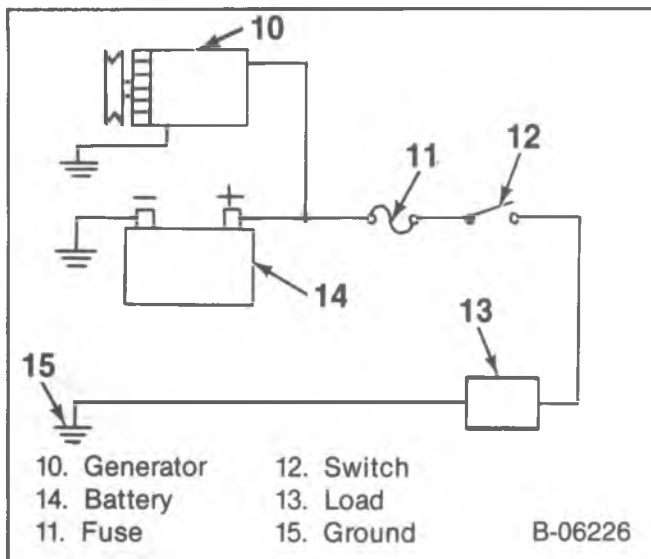 10
11
12
- +
14
13
15
10. Generator 12. Switch
14. Battery 13. Load
11. Fuse 15. Ground B-06226